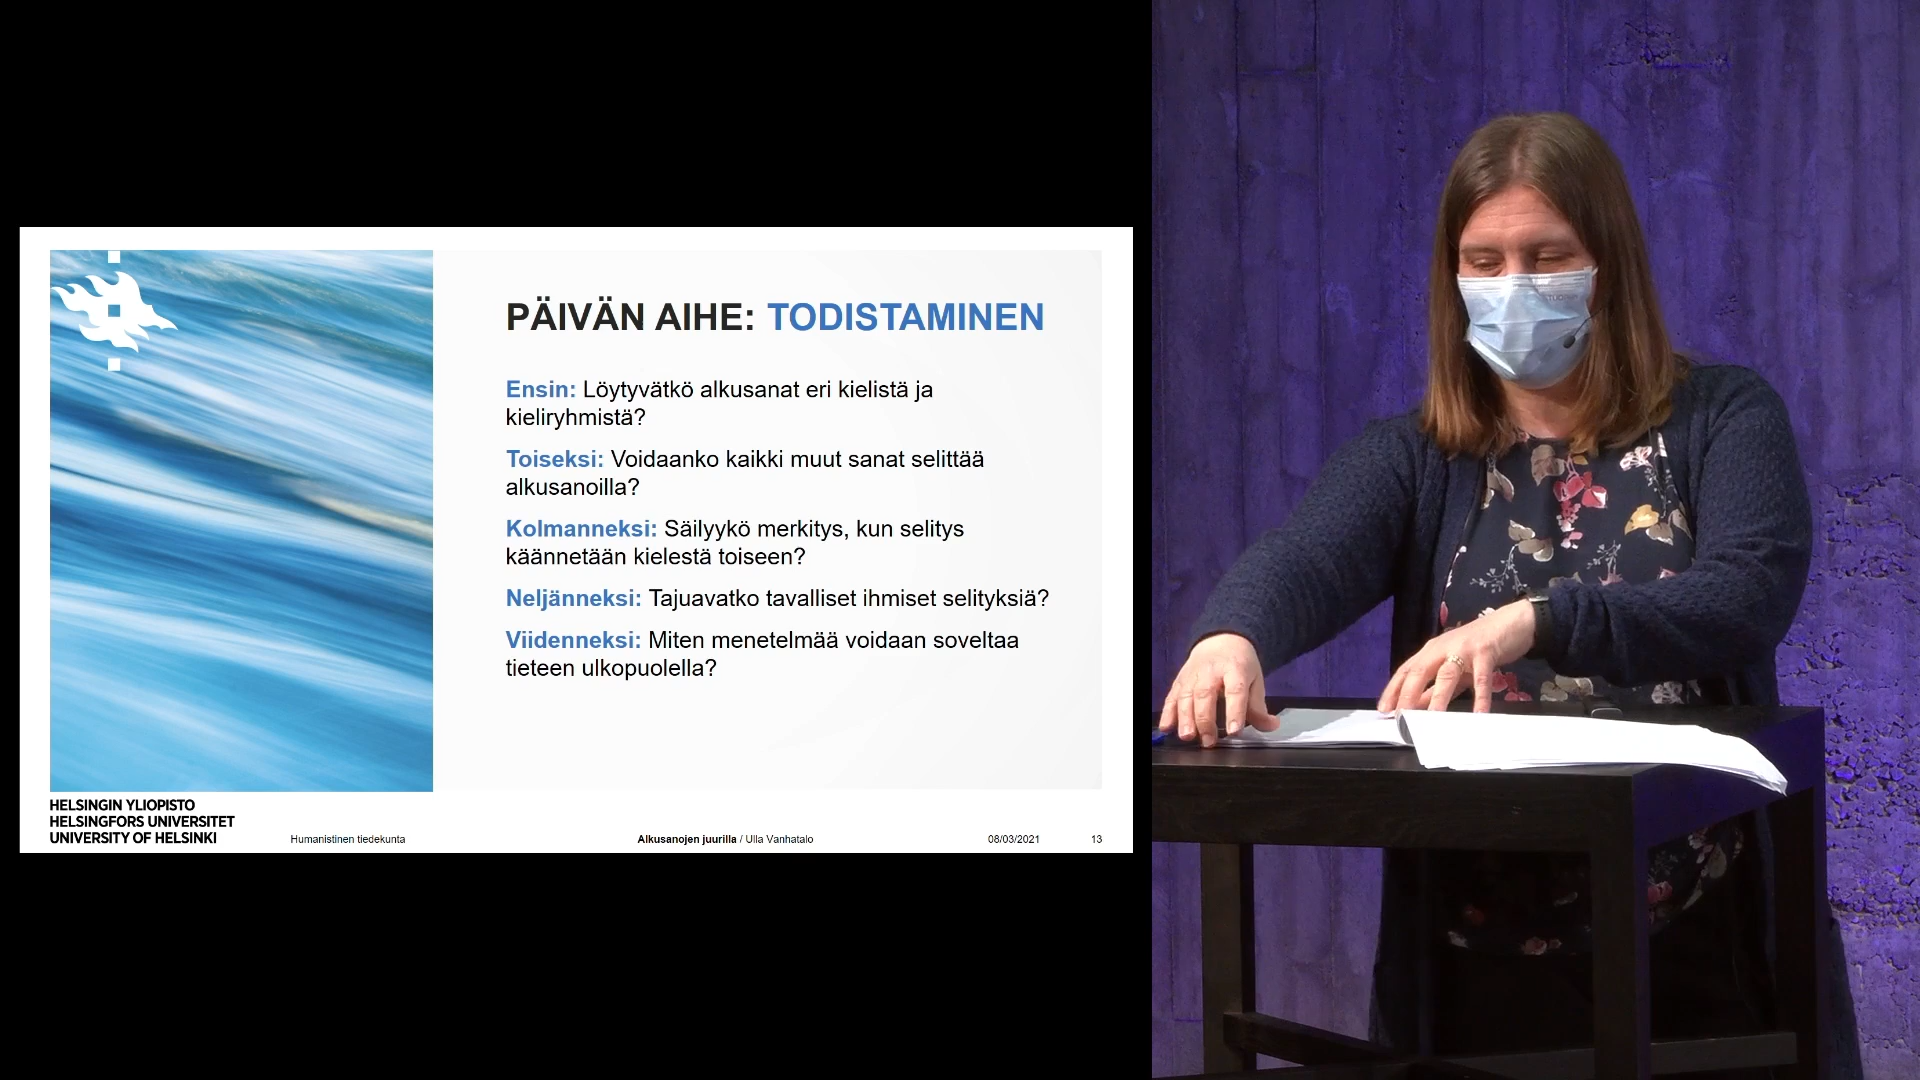 PÄIVÄN AIHE: TODISTAMINEN
Ensin: Löytyvätkö alkusanat eri kielistä ja
kieliryhmistä?
Toiseksi: Voidaanko kaikki muut sanat selittää
alkusanoilla?
Kolmanneksi: Säilyykö merkitys, kun selitys
käännetään kielestä toiseen?
Neljänneksi: Tajuavatko tavalliset ihmiset selityksiä?
Viidenneksi: Miten menetelmää voidaan soveltaa
tieteen ulkopuolella?
HELSINGIN YLIOPISTO
HELSINGFORS UNIVERSITET
UNIVERSITY OF HELSINKI
Humanistinen tiedekunta
Alkusanojen juurilla / Ulla Vanhatalo
08/03/2021
13